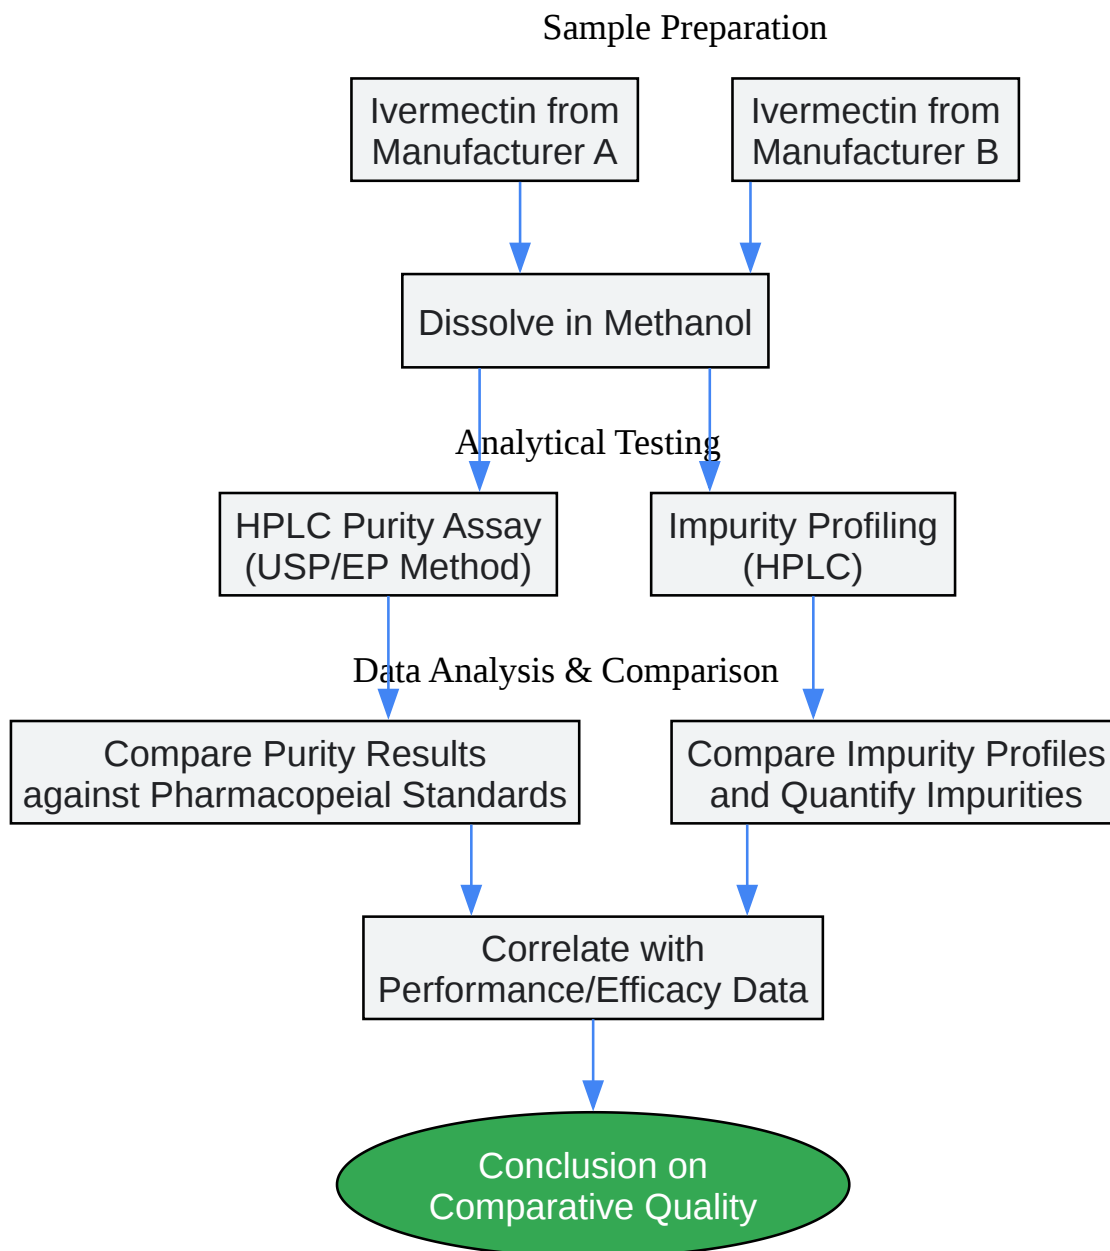 Sample Preparation
Ivermectin from
Manufacturer A
Ivermectin from
Manufacturer B
Dissolve in Methanol
Analytical Testing
HPLC Purity Assay
(USP/EP Method)
Impurity Profiling
(HPLC)
Data Analysis & Comparison
Compare Purity Results
against Pharmacopeial Standards
Compare Impurity Profiles
and Quantify Impurities
Correlate with
Performance/Efficacy Data
Conclusion on
Comparative Quality